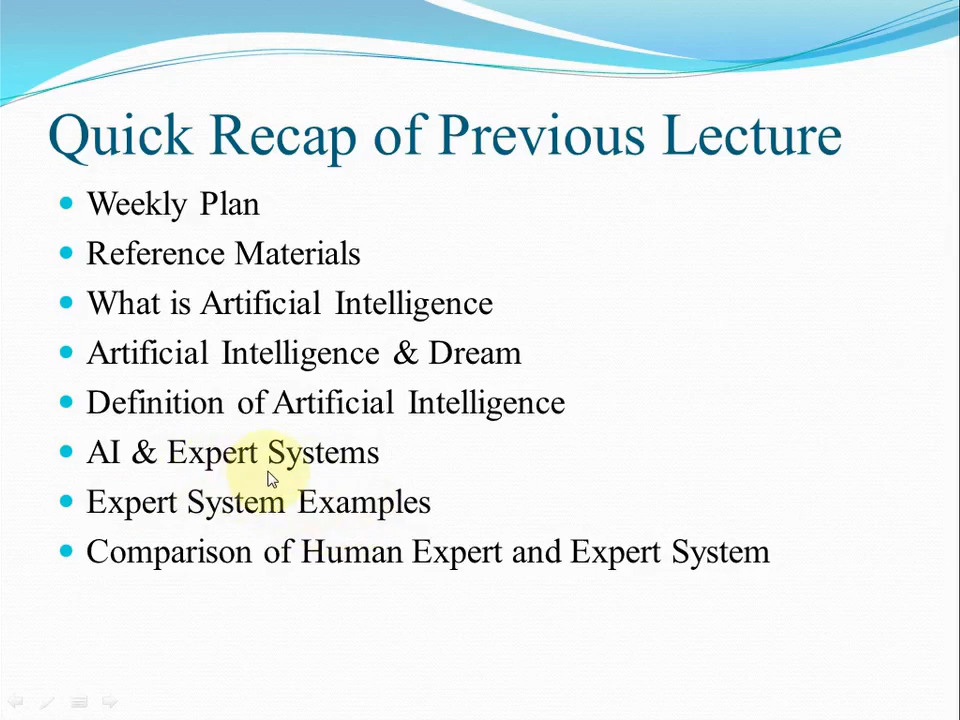 Quick Recap of Previous Lecture
Weekly Plan
Reference Materials
What is Artificial Intelligence
Artificial Intelligence & Dream
Definition of Artificial Intelligence
AI & Expert Systems
Expert System Examples
Comparison of Human Expert and Expert System